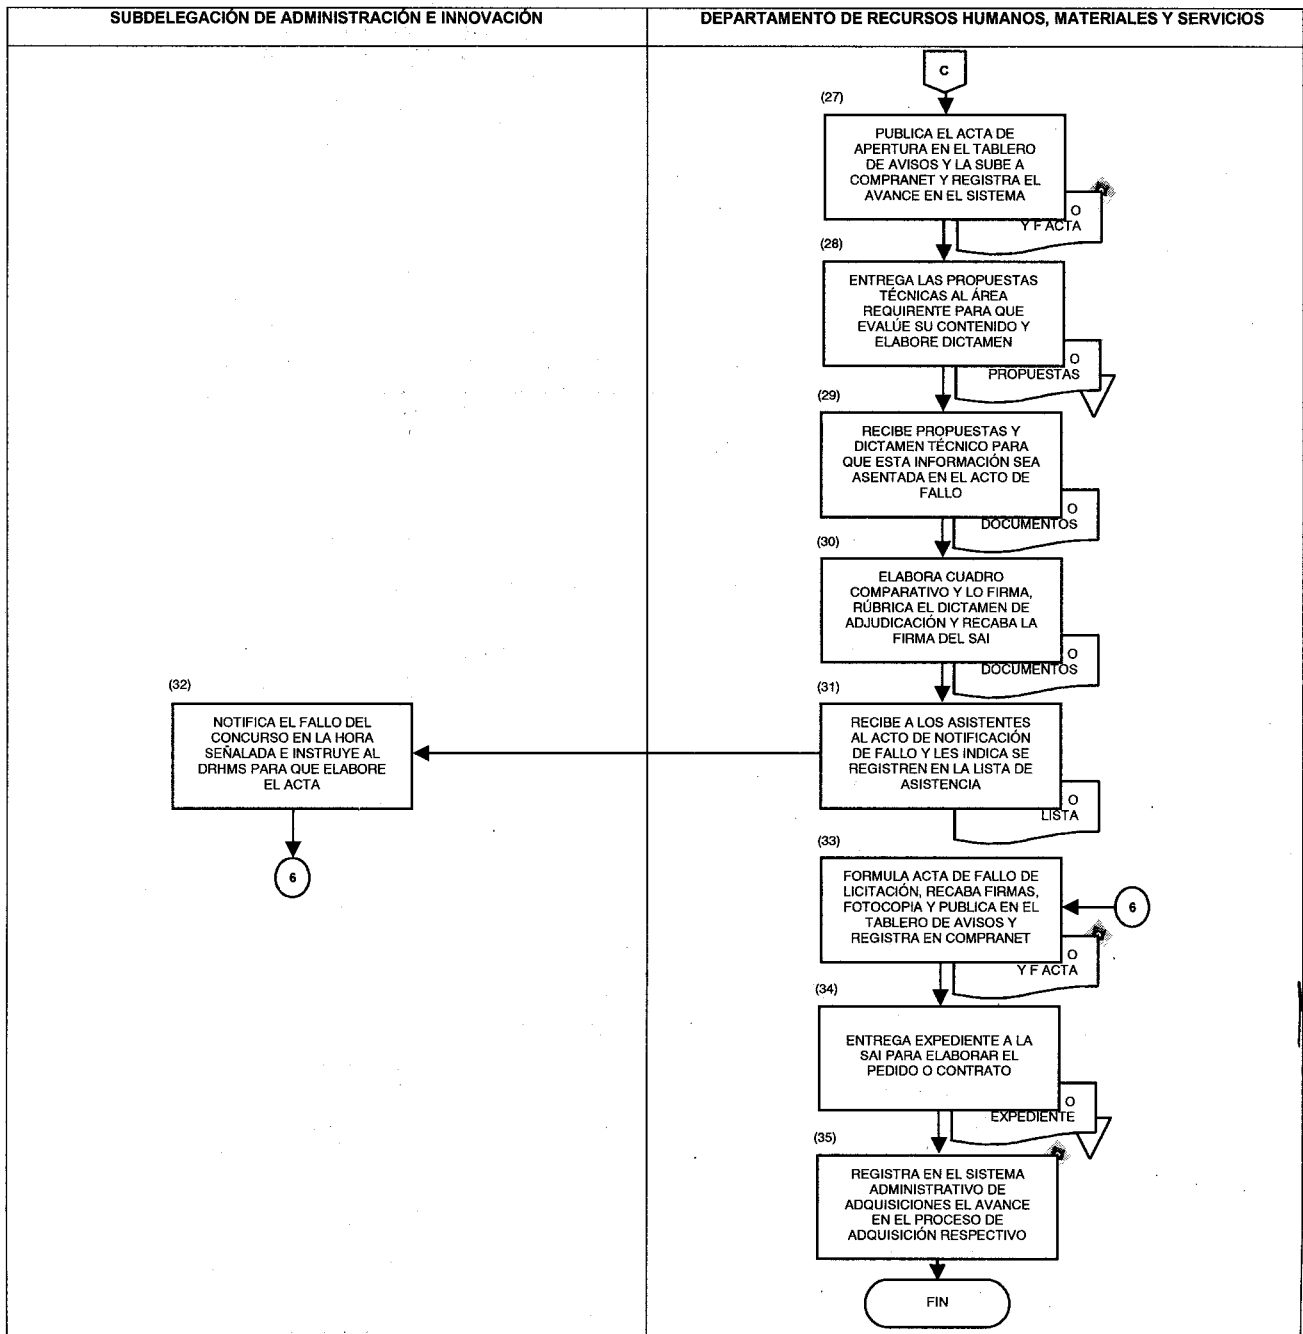 SUBDELEGACIÓN DE ADMINISTRACIÓN E INNOVACIÓN
DEPARTAMENTO DE RECURSOS HUMANOS, MATERIALES Y SERVICIOS
C
(27)
PUBLICA EL ACTA DE
APERTURA EN EL TABLERO
DE AVISOS Y LA SUBE A
COMPRANET Y REGISTRA EL
AVANCE EN EL SISTEMA
O
Y F ACTA
(28)
ENTREGA LAS PROPUESTAS
TÉCNICAS AL ÁREA
REQUIRENTE PARA QUE
EVALÚE SU CONTENIDO Y
ELABORE DICTAMEN
O
PROPUESTAS
(29)
RECIBE PROPUESTAS Y
DICTAMEN TÉCNICO PARA
QUE ESTA INFORMACIÓN SEA
ASENTADA EN EL ACTO DE
FALLO
O
DOCUMENTOS
(30)
ELABORA CUADRO
COMPARATIVO Y LO FIRMA,
RÚBRICA EL DICTAMEN DE
ADJUDICACIÓN Y RECABA LA
FIRMA DEL SAI
O
DOCUMENTOS
(31)
RECIBE A LOS ASISTENTES
AL ACTO DE NOTIFICACIÓN
DE FALLO Y LES INDICA SE
REGISTREN EN LA LISTA DE
ASISTENCIA
O
LISTA
(32)
NOTIFICA EL FALLO DEL
CONCURSO EN LA HORA
SEÑALADA E INSTRUYE AL
DRHMS PARA QUE ELABORE
EL ACTA
6
(33)
FORMULA ACTA DE FALLO DE
LICITACIÓN, RECABA FIRMAS,
FOTOCOPIA Y PUBLICA EN EL
TABLERO DE AVISOS Y
REGISTRA EN COMPRANET
6
O
Y F ACTA
(34)
ENTREGA EXPEDIENTE A LA
SAI PARA ELABORAR EL
PEDIDO O CONTRATO
O
EXPEDIENTE
(35)
REGISTRA EN EL SISTEMA
ADMINISTRATIVO DE
ADQUISICIONES EL AVANCE
EN EL PROCESO DE
ADQUISICIÓN RESPECTIVO
FIN